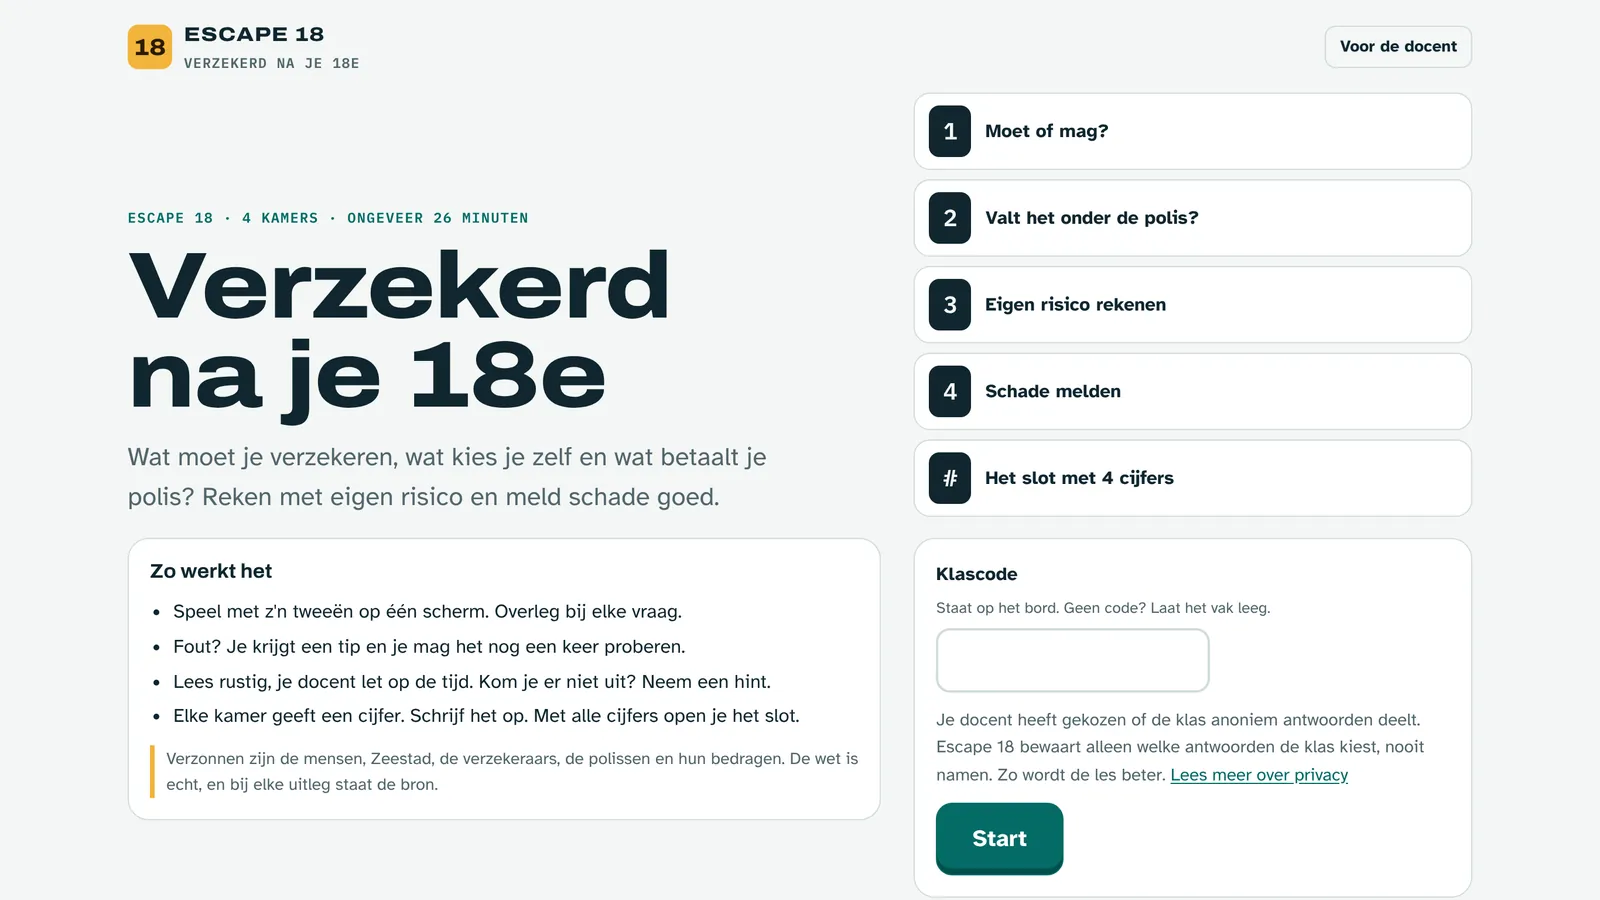 18
ESCAPE 18
VERZEKERD NA JE 18E
Voor de docent
ESCAPE 18 · 4 KAMERS · ONGEVEER 26 MINUTEN
Verzekerd
na je 18e
Wat moet je verzekeren, wat kies je zelf en wat betaalt je
polis? Reken met eigen risico en meld schade goed.
1 Moet of mag?
2 Valt het onder de polis?
3 Eigen risico rekenen
4 Schade melden
# Het slot met 4 cijfers
Zo werkt het
• Speel met z'n tweeën op één scherm. Overleg bij elke vraag.
• Fout? Je krijgt een tip en je mag het nog een keer proberen.
• Lees rustig, je docent let op de tijd. Kom je er niet uit? Neem een hint.
• Elke kamer geeft een cijfer. Schrijf het op. Met alle cijfers open je het slot.
Verzonnen zijn de mensen, Zeestad, de verzekeraars, de polissen en hun bedragen. De wet is
echt, en bij elke uitleg staat de bron.
Klascode
Staat op het bord. Geen code? Laat het vak leeg.
Je docent heeft gekozen of de klas anoniem antwoorden deelt.
Escape 18 bewaart alleen welke antwoorden de klas kiest, nooit
namen. Zo wordt de les beter. Lees meer over privacy
Start